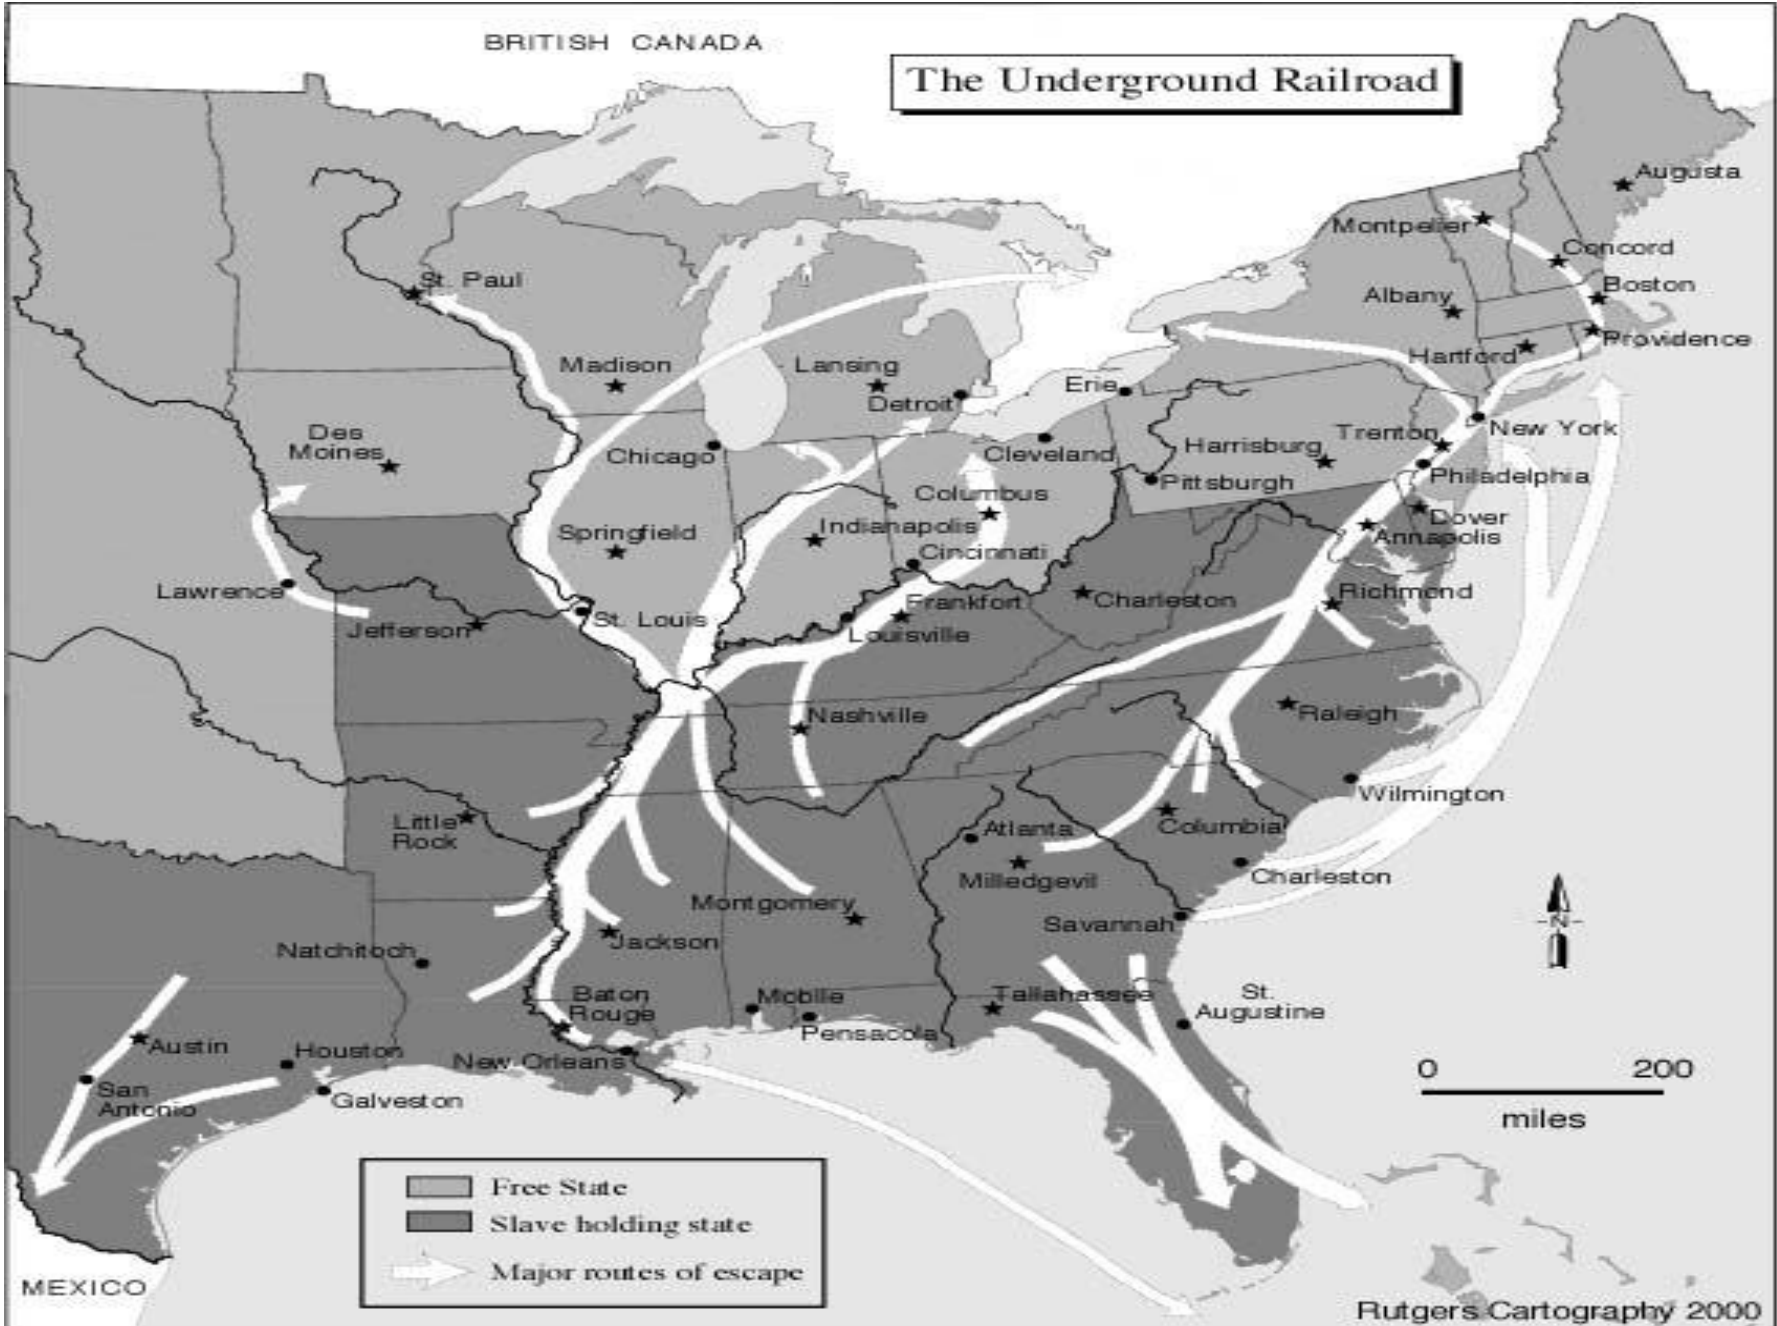 BRITISH CANADA
The Underground Railroad
Augusta
Montpelier
Concord
St. Paul
Boston
Albany
Providence
Hartford
Madison
Lansing
Erie
Detroit
Des
Moines
New York
Trenton
Chicago
Cleveland
Harrisburg
Philadelphia
Pittsburgh
Columbus
Springfield
Indianapolis
Dover
Annapolis
Cincinnati
Lawrence
Frankfort
Charleston
Richmond
St. Louis
Jefferson
Louisville
Nashville
Raleigh
Wilmington
Little
Rock
Atlanta
Columbia
Milledgevil
Charleston
Montgomery
Savannah
Jackson
Natchitoch
Baton
Rouge
Mobile
Tallahassee
St.
Augustine
Pensacola
Austin
Houston
New Orleans
San
Antonio
Galveston
N
0 200
miles
Free State
Slave holding state
Major routes of escape
MEXICO
Rutgers Cartography 2000